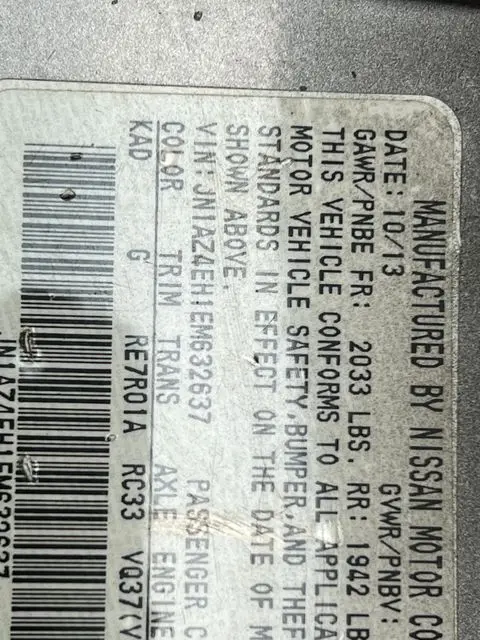 MANUFACTURED BY NISSAN MOTOR C
DATE: 10/13 GVWR/PNBV:
GAWR/PNBE FR: 2033 LBS. RR: 1942 LB
THIS VEHICLE CONFORMS TO ALL APPLICA
MOTOR VEHICLE SAFETY,BUMPER,AND THEF
STANDARDS IN EFFECT ON THE DATE OF M
SHOWN ABOVE.
VIN: JN1AZ4EH1EM632637 PASSENGER C
COLOR TRIM TRANS AXLE ENGINE
KAD G RE7R01A RC33 VQ37(V
JN1AZ4EH1EM632637